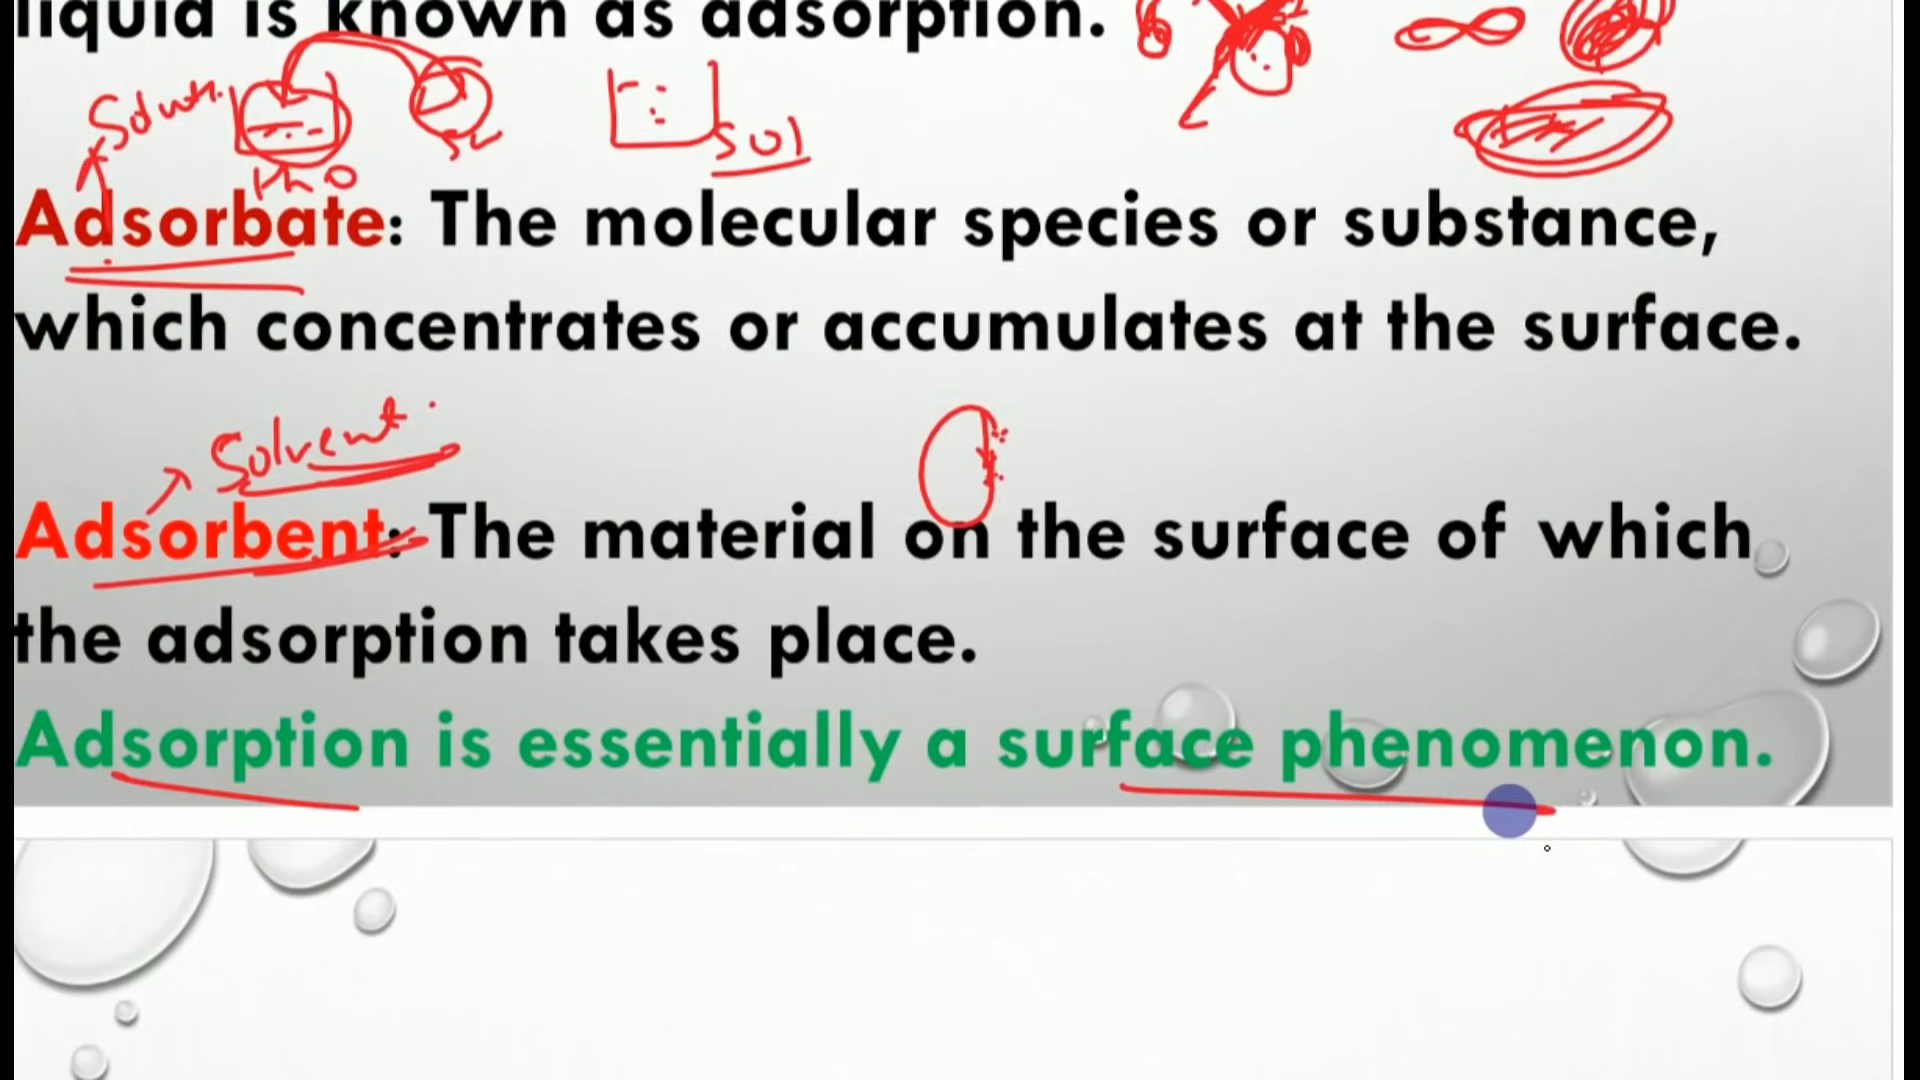 liquid is known as adsorption.
Solute.
Sol
Adsorbate: The molecular species or substance,
which concentrates or accumulates at the surface.
Solvent.
Adsorbent: The material on the surface of which
the adsorption takes place.
Adsorption is essentially a surface phenomenon.